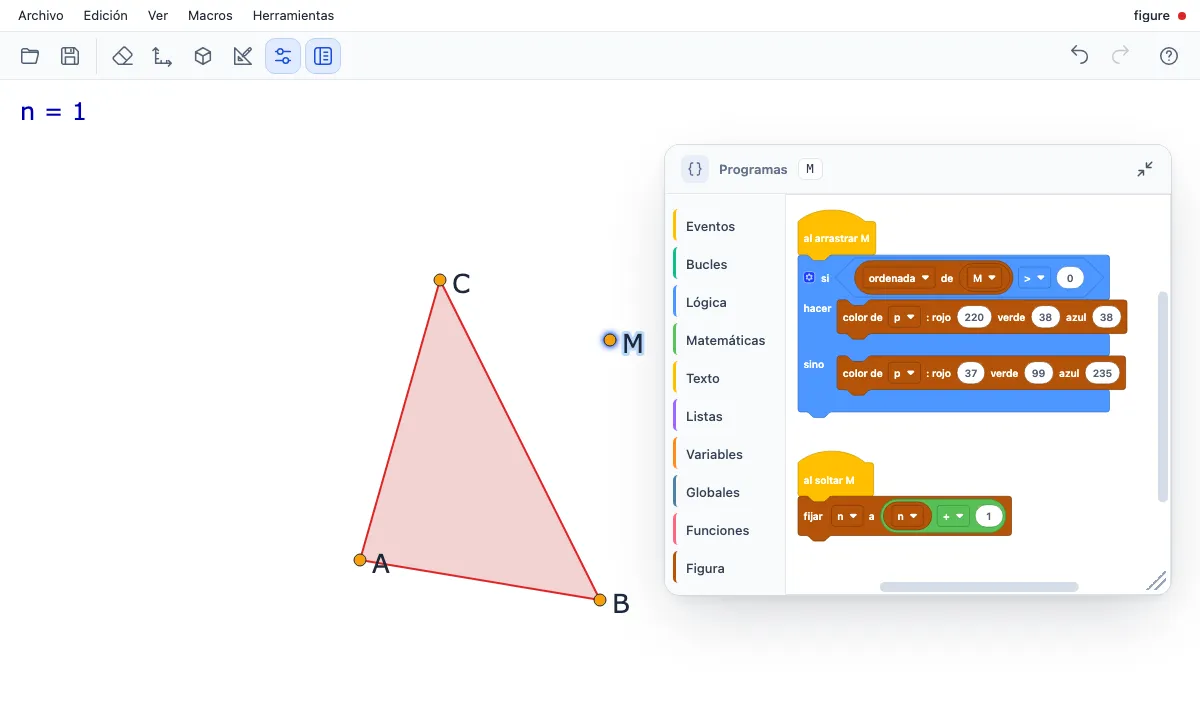 Archivo Edición Ver Macros Herramientas figure
n = 1
{} Programas M
Eventos
Bucles
Lógica
Matemáticas
Texto
Listas
Variables
Globales
Funciones
Figura
al arrastrar M
si ordenada de M > 0
hacer color de p : rojo 220 verde 38 azul 38
sino color de p : rojo 37 verde 99 azul 235
al soltar M
fijar n a n + 1
C
M
A
B